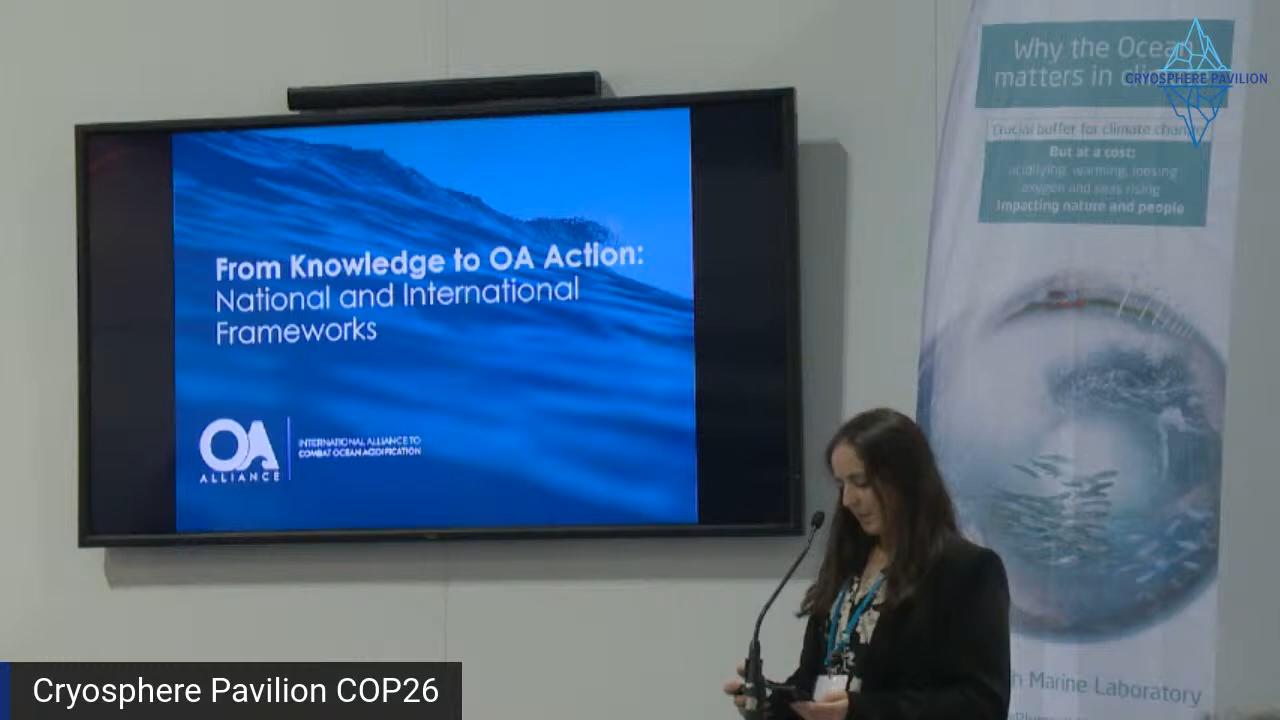 Why the Ocean
matters in
CRYOSPHERE PAVILION
Crucial buffer for climate change
But at a cost:
acidifying, warming, loosing
oxygen and seas rising
Impacting nature and people
From Knowledge to OA Action:
National and International
Frameworks
OA
ALLIANCE
INTERNATIONAL ALLIANCE TO
COMBAT OCEAN ACIDIFICATION
Marine Laboratory
Cryosphere Pavilion COP26